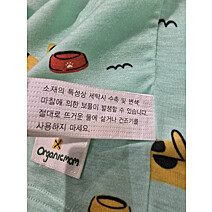 소재의 특성상 세탁시 수축 및 변색
마찰에 의한 보풀이 발생할 수 있습니다.
절대로 뜨거운 물에 삶거나 건조기를
사용하지 마세요.
organicmom